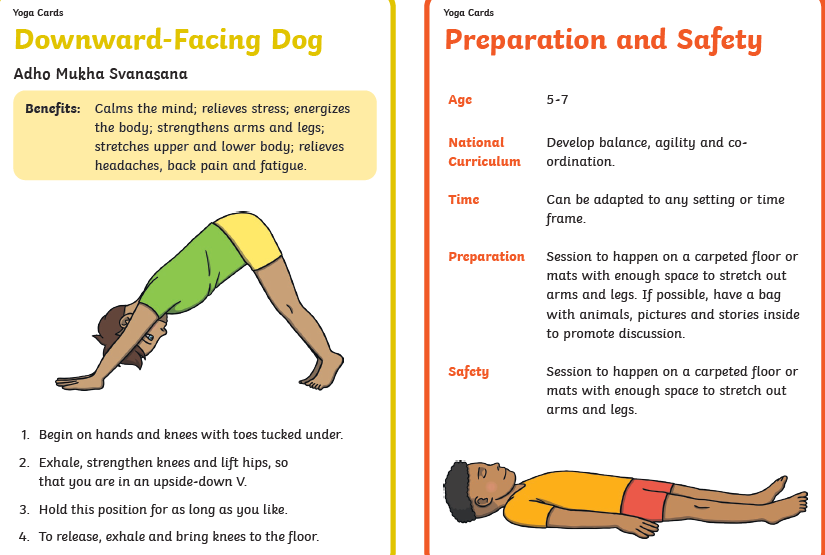 Yoga Cards
Downward-Facing Dog
Adho Mukha Svanasana
Benefits: Calms the mind; relieves stress; energizes
the body; strengthens arms and legs;
stretches upper and lower body; relieves
headaches, back pain and fatigue.
1. Begin on hands and knees with toes tucked under.
2. Exhale, strengthen knees and lift hips, so
that you are in an upside-down V.
3. Hold this position for as long as you like.
4. To release, exhale and bring knees to the floor.
Yoga Cards
Preparation and Safety
Age 5-7
National Develop balance, agility and co-
Curriculum ordination.
Time Can be adapted to any setting or time
frame.
Preparation Session to happen on a carpeted floor or
mats with enough space to stretch out
arms and legs. If possible, have a bag
with animals, pictures and stories inside
to promote discussion.
Safety Session to happen on a carpeted floor or
mats with enough space to stretch out
arms and legs.